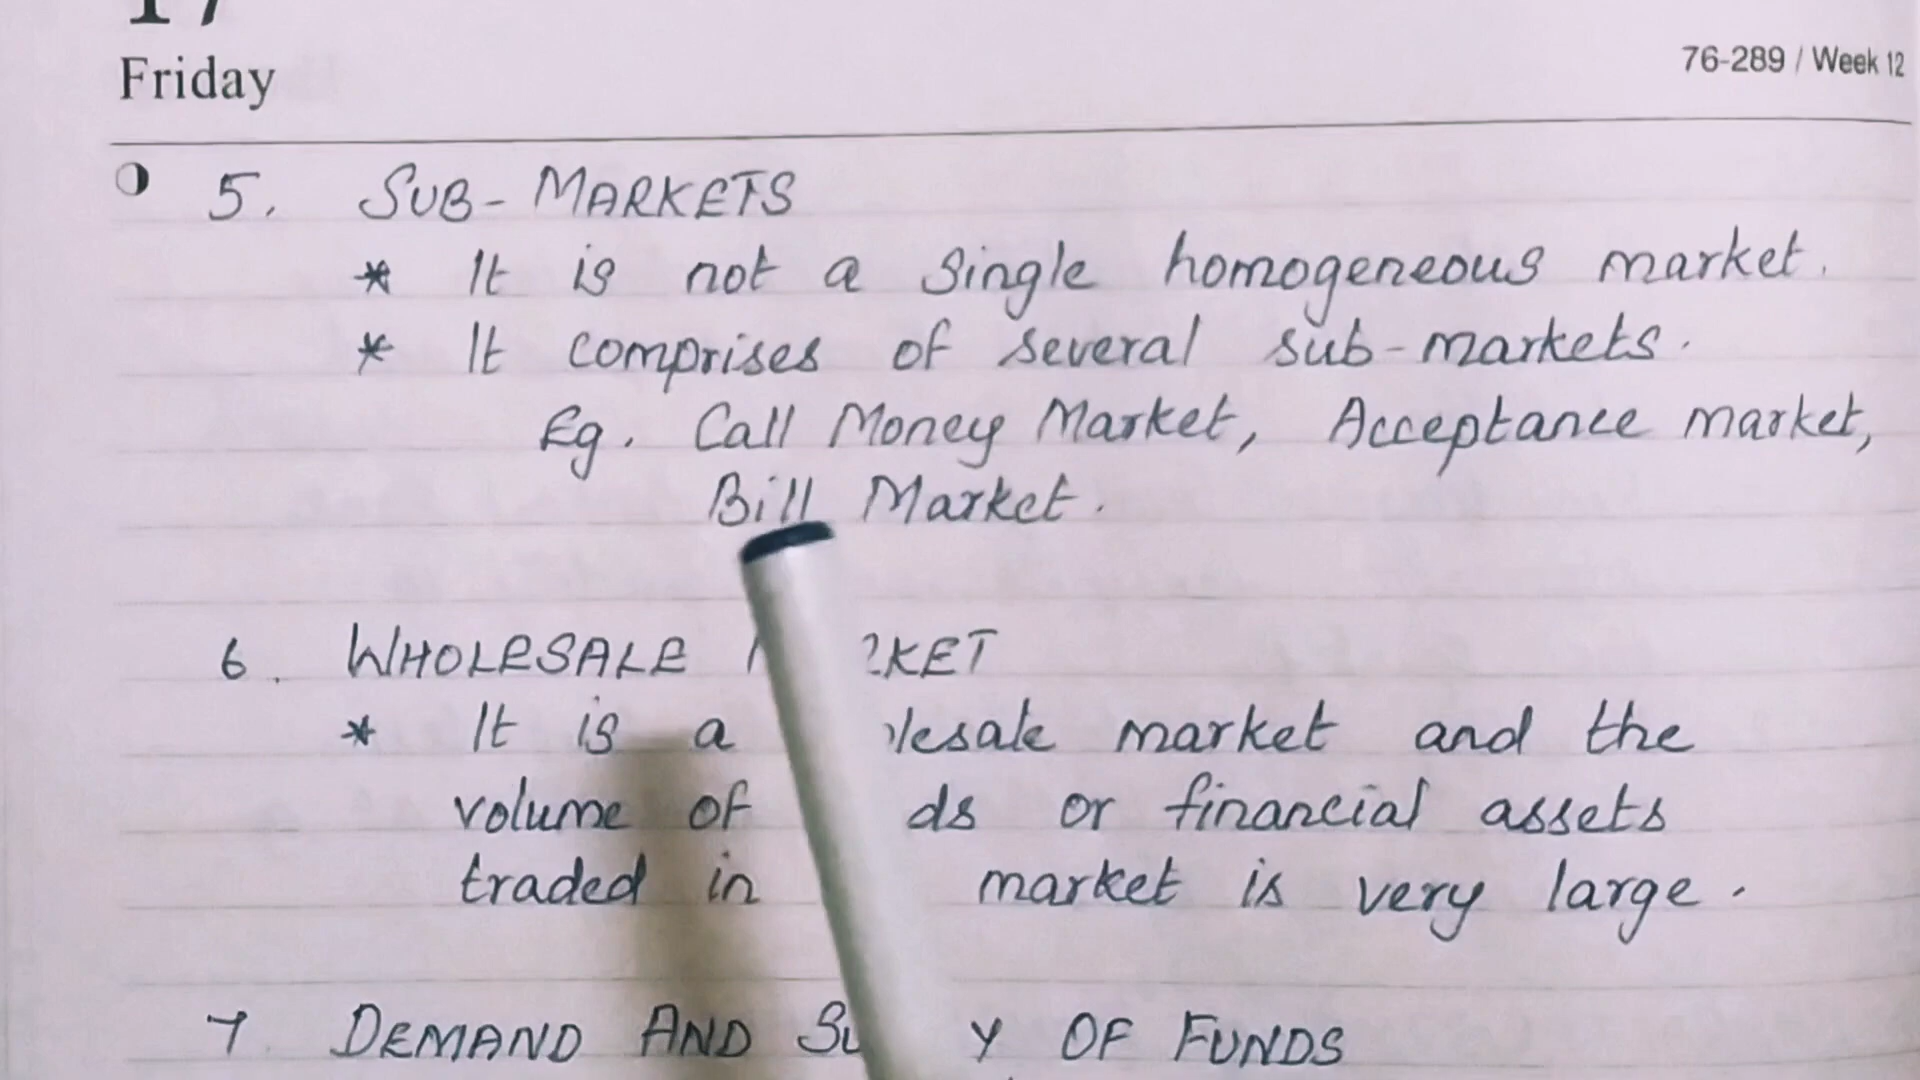 17
Friday
76-289 / Week 12
5. SUB-MARKETS
* It is not a single homogeneous market.
* It comprises of several sub-markets.
Eg. Call Money Market, Acceptance market,
Bill Market.
6. WHOLESALE
* It is a market and the
volume of or financial assets
traded in market is very large.
7 DEMAND AND OF FUNDS